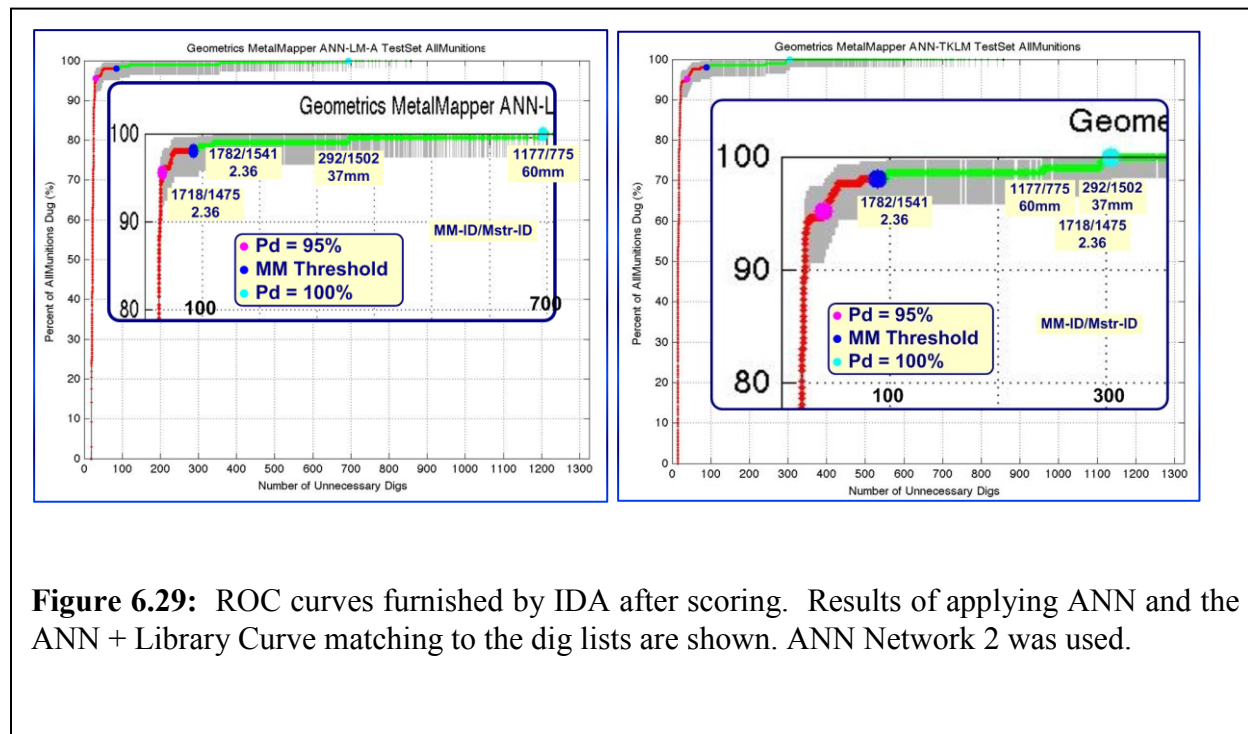 Geometrics MetalMapper ANN-LM-A TestSet AllMunitions
Percent of AllMunitions Dug (%)
100
90
80
70
60
50
40
30
20
10
0
Geometrics MetalMapper ANN-L
100
90
80
1782/1541
2.36
292/1502
37mm
1177/775
60mm
1718/1475
2.36
MM-ID/Mstr-ID
Pd = 95%
MM Threshold
Pd = 100%
100
700
0 100 200 300 400 500 600 700 800 900 1000 1100 1200 1300
Number of Unnecessary Digs
Geometrics MetalMapper ANN-TKLM TestSet AllMunitions
Percent of AllMunitions Dug (%)
100
90
80
70
60
50
40
30
20
10
0
Geome
100
90
80
1782/1541
2.36
1177/775
60mm
292/1502
37mm
1718/1475
2.36
MM-ID/Mstr-ID
Pd = 95%
MM Threshold
Pd = 100%
100
300
0 100 200 300 400 500 600 700 800 900 1000 1100 1200 1300
Number of Unnecessary Digs
Figure 6.29: ROC curves furnished by IDA after scoring. Results of applying ANN and the
ANN + Library Curve matching to the dig lists are shown. ANN Network 2 was used.